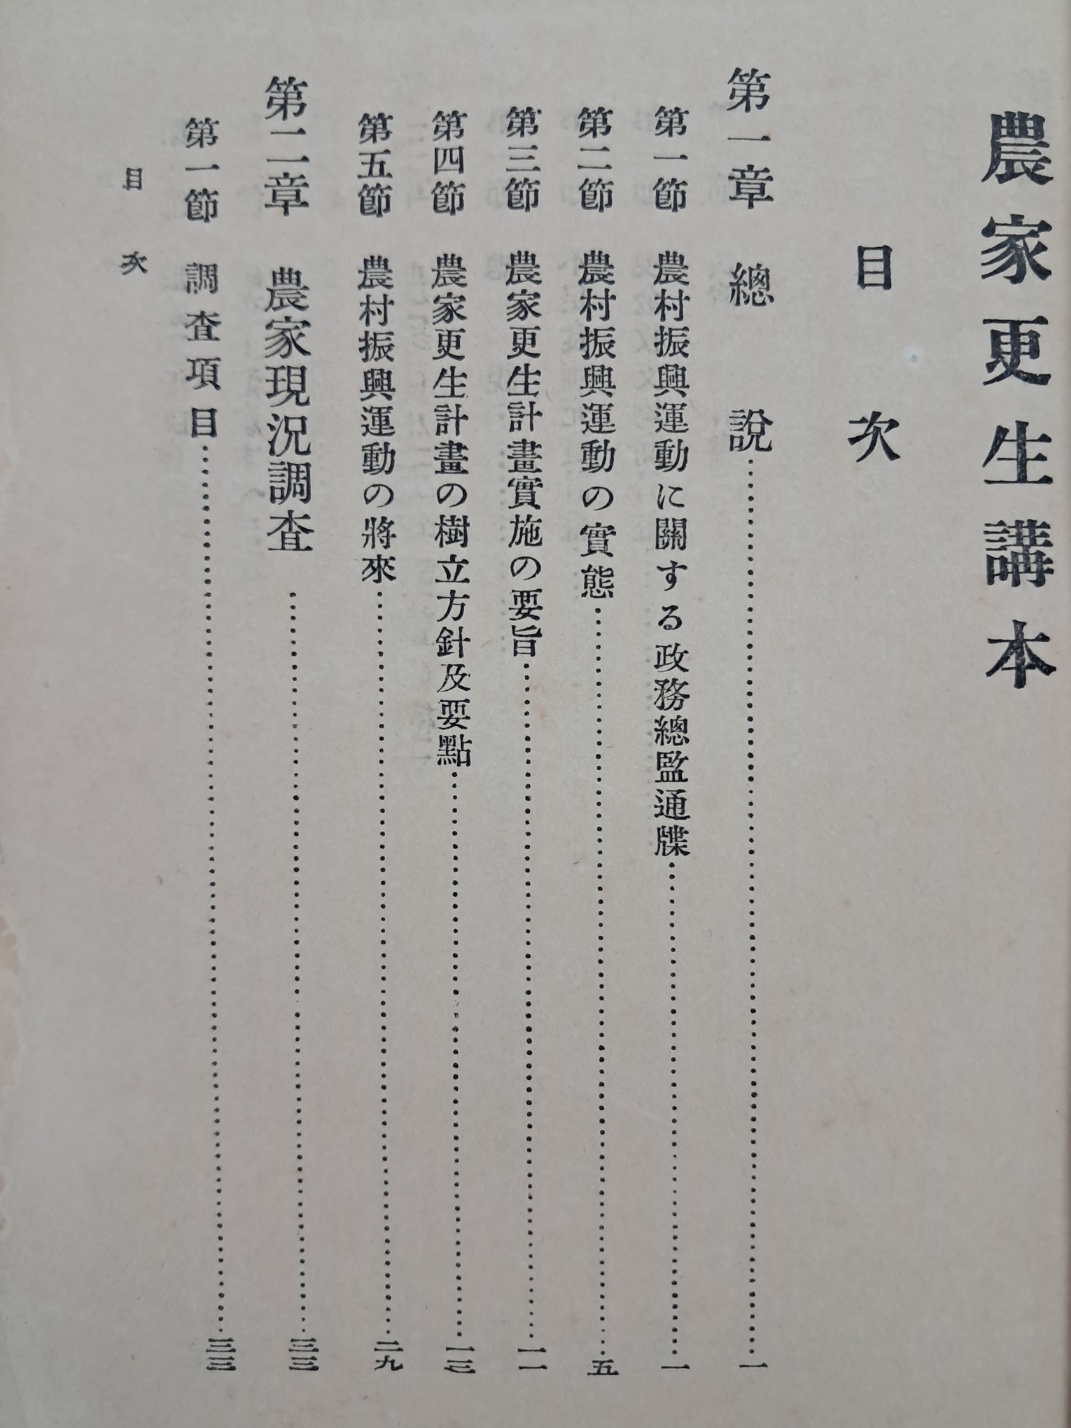 農家更生講本
目次
第一章 總說………一
第一節 農村振興運動に關する政務總監通牒………一
第二節 農村振興運動の實態………五
第三節 農家更生計畫實施の要旨………一一
第四節 農家更生計畫の樹立方針及要點………一三
第五節 農村振興運動の將來………二九
第二章 農家現況調査………三三
第一節 調査項目………三三
目次